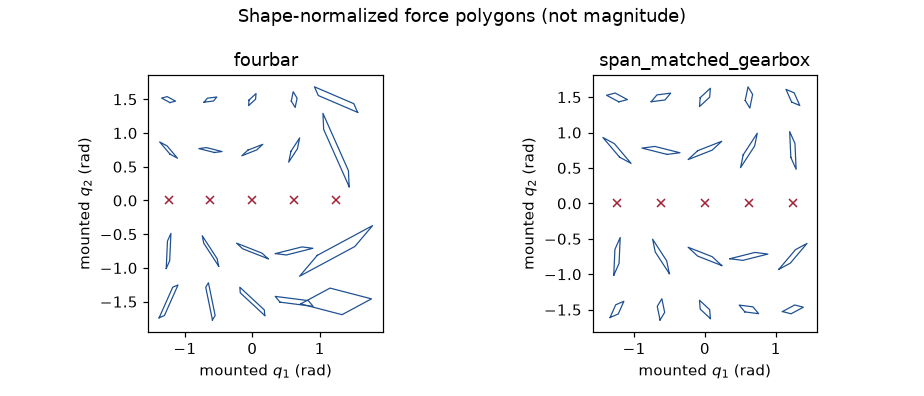 Shape-normalized force polygons (not magnitude)
fourbar
1.5
1.0
0.5
0.0
−0.5
−1.0
−1.5
mounted q₂ (rad)
−1
0
1
mounted q₁ (rad)
span_matched_gearbox
1.5
1.0
0.5
0.0
−0.5
−1.0
−1.5
mounted q₂ (rad)
−1
0
1
mounted q₁ (rad)